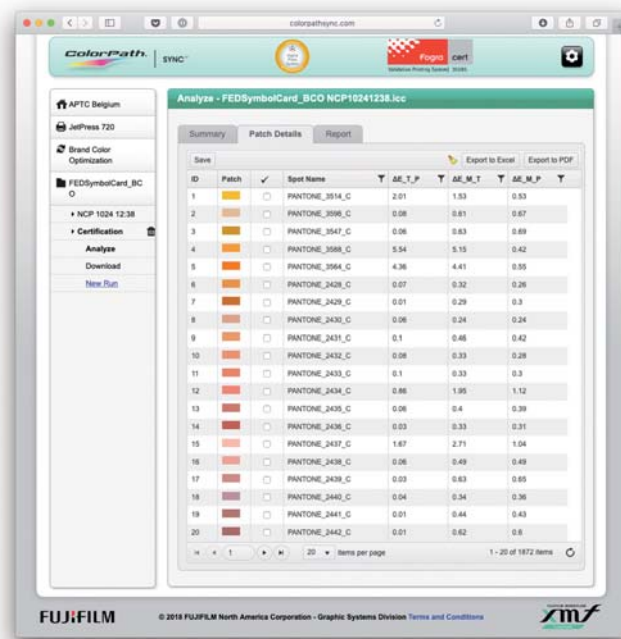 colorpathsync.com
ColorPath. SYNC™
Fogra cert
Validation Printing System 35185
APTC Belgium
JetPress 720
Brand Color
Optimization
FEDSymbolCard_BC
O
NCP 1024 12:38
Certification
Analyze
Download
New Run
Analyze - FEDSymbolCard_BCO NCP10241238.icc
Summary Patch Details Report
Save Export to Excel Export to PDF
ID Patch ✓ Spot Name ΔE_T_P ΔE_M_T ΔE_M_P
1 PANTONE_3514_C 2.01 1.53 0.53
2 PANTONE_3598_C 0.08 0.61 0.67
3 PANTONE_3547_C 0.06 0.63 0.69
4 PANTONE_3588_C 5.54 5.15 0.42
5 PANTONE_3564_C 4.36 4.41 0.55
6 PANTONE_2428_C 0.07 0.32 0.26
7 PANTONE_2429_C 0.01 0.29 0.3
8 PANTONE_2430_C 0.06 0.24 0.24
9 PANTONE_2431_C 0.1 0.46 0.42
10 PANTONE_2432_C 0.08 0.33 0.28
11 PANTONE_2433_C 0.1 0.33 0.3
12 PANTONE_2434_C 0.86 1.95 1.12
13 PANTONE_2435_C 0.06 0.4 0.39
14 PANTONE_2436_C 0.03 0.33 0.31
15 PANTONE_2437_C 1.67 2.71 1.04
16 PANTONE_2438_C 0.06 0.49 0.49
17 PANTONE_2439_C 0.03 0.63 0.65
18 PANTONE_2440_C 0.04 0.34 0.36
19 PANTONE_2441_C 0.01 0.44 0.43
20 PANTONE_2442_C 0.01 0.62 0.6
1 20 items per page 1 - 20 of 1872 items
FUJIFILM © 2018 FUJIFILM North America Corporation - Graphic Systems Division Terms and Conditions xmf